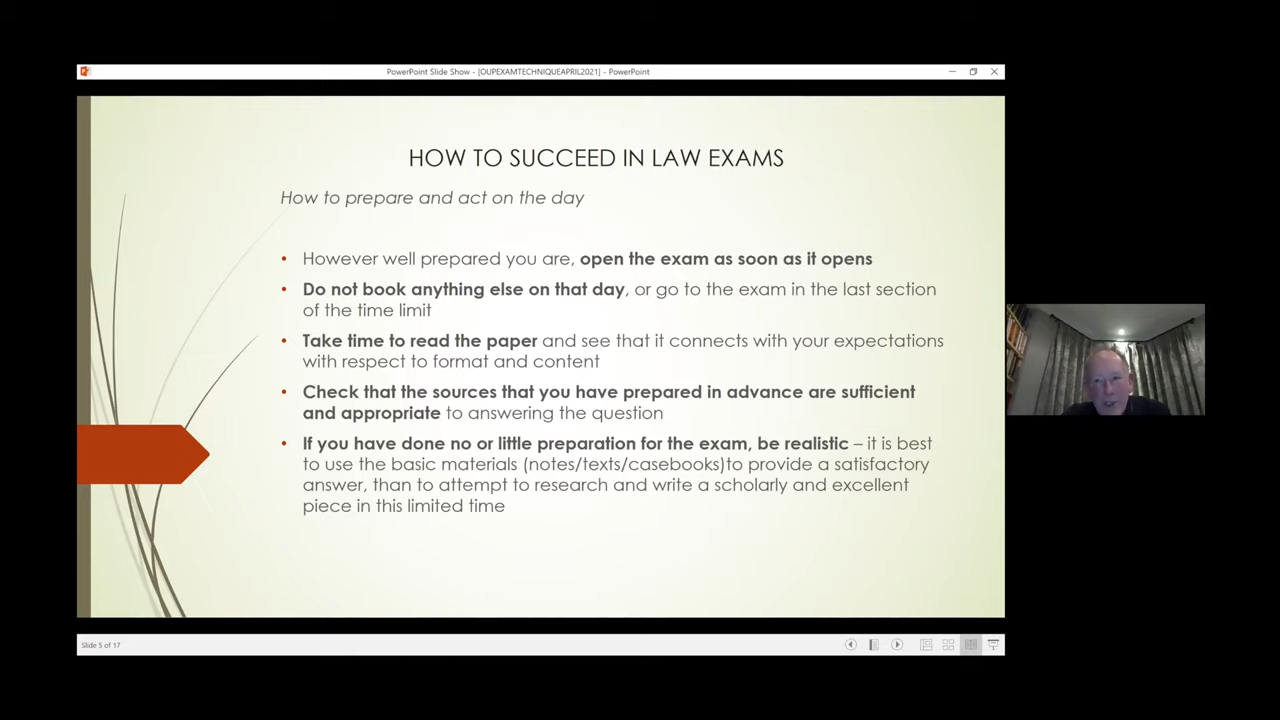 PowerPoint Slide Show - [OUPEXAMTECHNIQUEAPRIL2021] - PowerPoint
HOW TO SUCCEED IN LAW EXAMS
How to prepare and act on the day
• However well prepared you are, open the exam as soon as it opens
• Do not book anything else on that day, or go to the exam in the last section
of the time limit
• Take time to read the paper and see that it connects with your expectations
with respect to format and content
• Check that the sources that you have prepared in advance are sufficient
and appropriate to answering the question
• If you have done no or little preparation for the exam, be realistic – it is best
to use the basic materials (notes/texts/casebooks)to provide a satisfactory
answer, than to attempt to research and write a scholarly and excellent
piece in this limited time
Slide 5 of 17